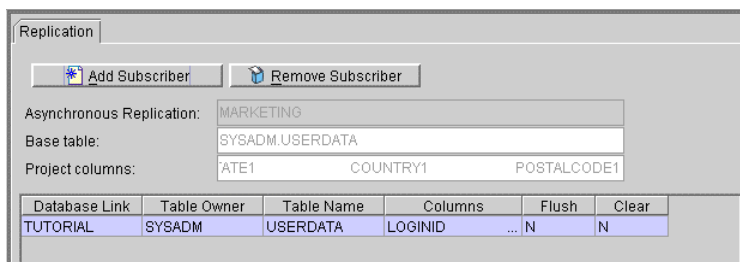 Replication
Add Subscriber Remove Subscriber
Asynchronous Replication: MARKETING
Base table: SYSADM.USERDATA
Project columns: TATE1 COUNTRY1 POSTALCODE1
Database Link Table Owner Table Name Columns Flush Clear
TUTORIAL SYSADM USERDATA LOGINID ... N N